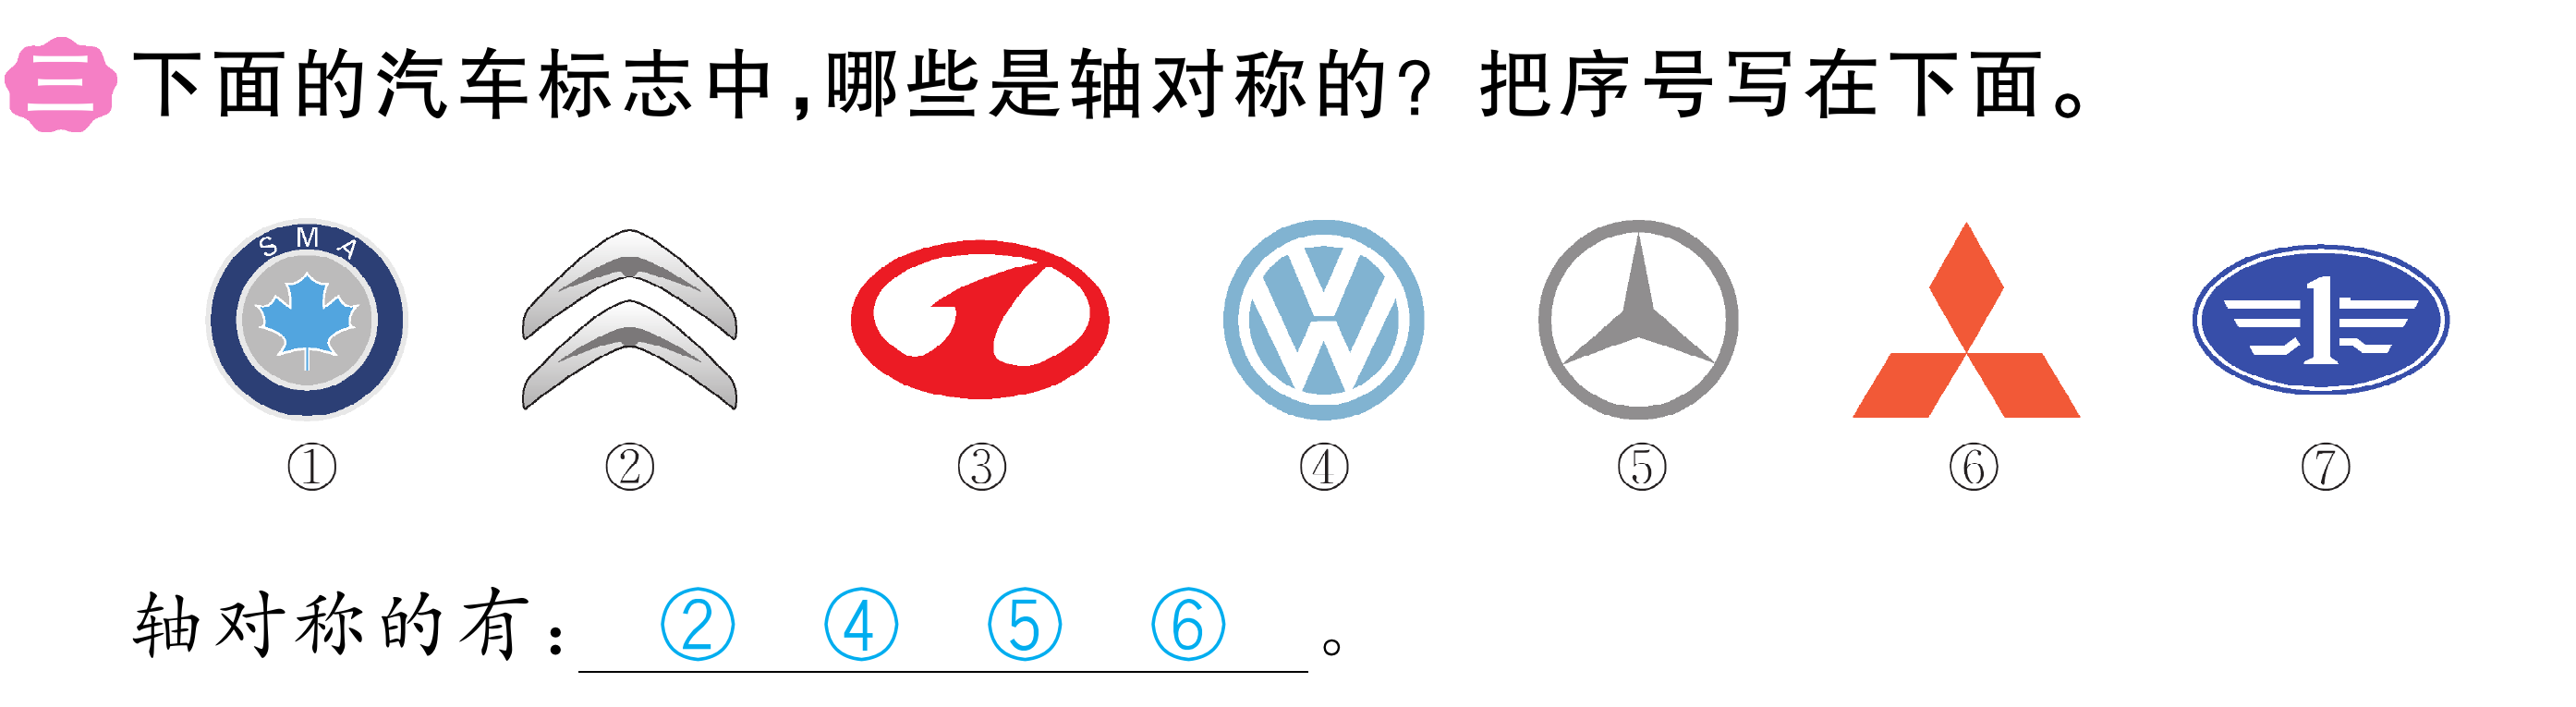 三 下面的汽车标志中,哪些是轴对称的? 把序号写在下面。
SMA
① ② ③ ④ ⑤ ⑥ ⑦
轴对称的有: ② ④ ⑤ ⑥ 。